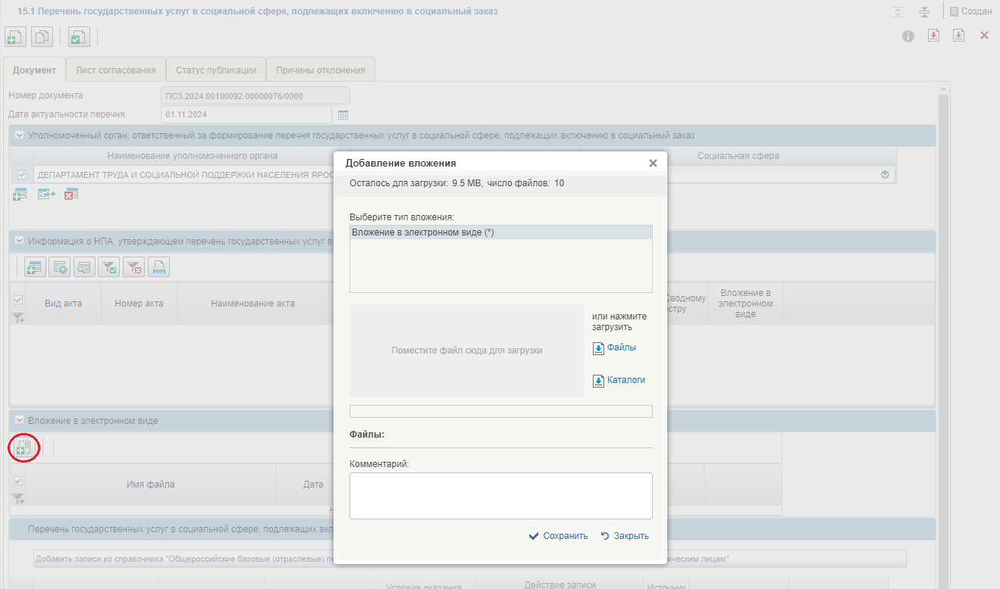 15.1 Перечень государственных услуг в социальной сфере, подлежащих включению в социальный заказ
Создан
Документ
Лист согласования
Статус публикации
Причины отклонения
Номер документа
ПСЗ.2024.00100092.00000076/0000
Дата актуальности перечня
01.11.2024
Уполномоченный орган, ответственный за формирование перечня государственных услуг в социальной сфере, подлежащих включению в социальный заказ
Наименование уполномоченного органа
Социальная сфера
ДЕПАРТАМЕНТ ТРУДА И СОЦИАЛЬНОЙ ПОДДЕРЖКИ НАСЕЛЕНИЯ ЯРОС
Информация о НПА, утверждающем перечень государственных услуг в
Вид акта
Номер акта
Наименование акта
Сводному
естру
Вложение в
электронном
виде
Вложение в электронном виде
Имя файла
Дата
Перечень государственных услуг в социальной сфере, подлежащих вкл
Добавить записи из справочника "Общероссийские базовые (отраслевые) пе
ическим лицам"
Условия оказания
Действие записи
Источник
Добавление вложения
Осталось для загрузки: 9.5 MB, число файлов: 10
Выберите тип вложения:
Вложение в электронном виде (*)
Поместите файл сюда для загрузки
или нажмите
загрузить
Файлы
Каталоги
Файлы:
Комментарий:
Сохранить
Закрыть